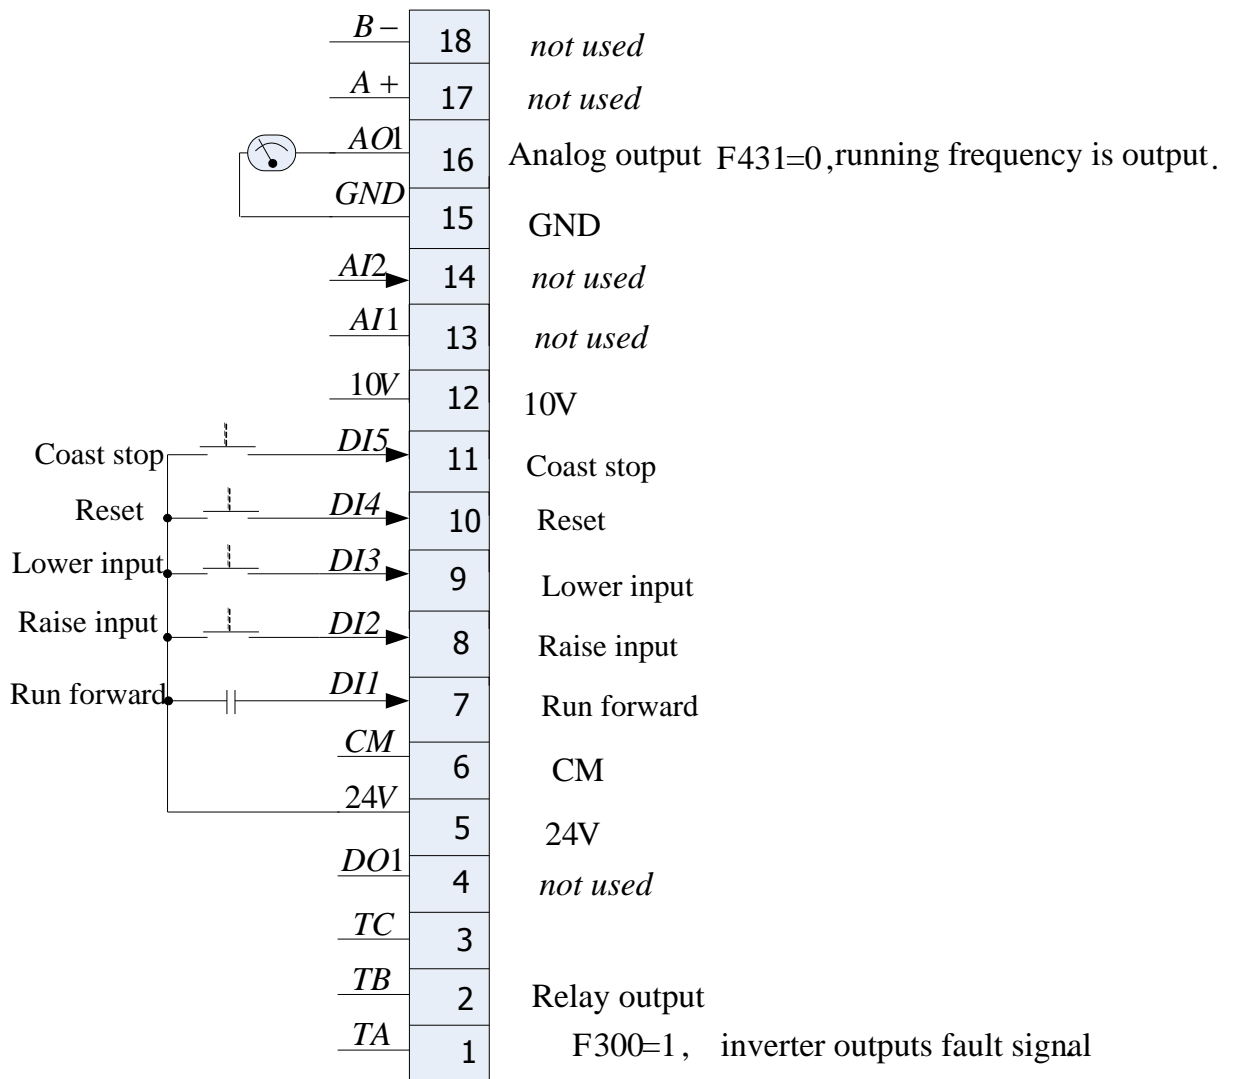 B − 18 not used
A + 17 not used
AO1 16 Analog output F431=0,running frequency is output.
GND 15 GND
AI2 14 not used
AI1 13 not used
10V 12 10V
Coast stop DI5 11 Coast stop
Reset DI4 10 Reset
Lower input DI3 9 Lower input
Raise input DI2 8 Raise input
Run forward DI1 7 Run forward
CM 6 CM
24V 5 24V
DO1 4 not used
TC 3
TB 2 Relay output
TA 1 F300=1, inverter outputs fault signal.